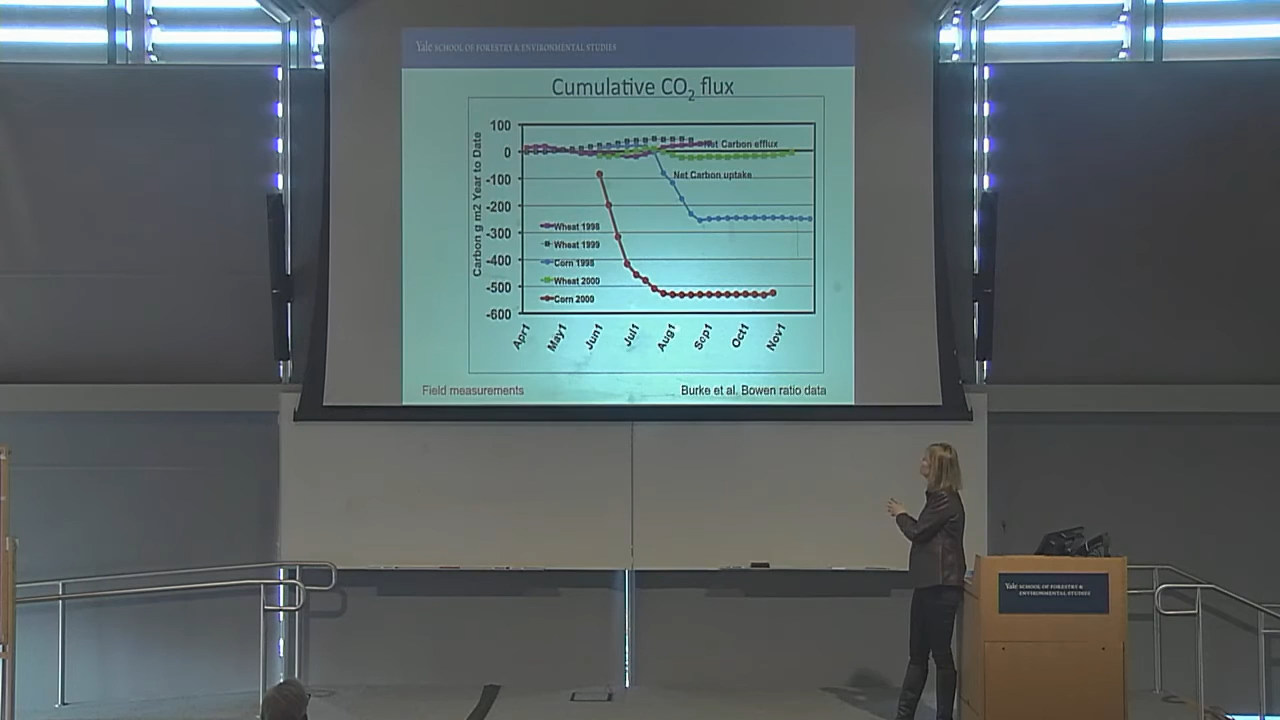 Yale SCHOOL OF FORESTRY & ENVIRONMENTAL STUDIES
Cumulative CO2 flux
Carbon g m2 Year to Date
100
0
-100
-200
-300
-400
-500
-600
Net Carbon efflux
Net Carbon uptake
Wheat 1998
Wheat 1999
Corn 1998
Wheat 2000
Corn 2000
Apr1
May1
Jun1
Jul1
Aug1
Sep1
Oct1
Nov1
Field measurements
Burke et al. Bowen ratio data
Yale SCHOOL OF FORESTRY &
ENVIRONMENTAL STUDIES